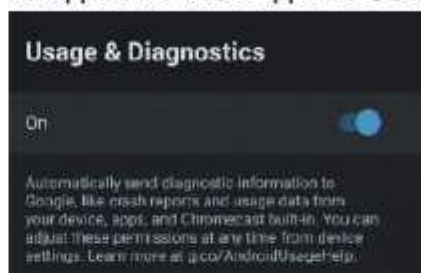 Usage & Diagnostics
On
Automatically send diagnostic information to
Google, like crash reports and usage data from
your device, apps, and Chromecast built-in. You can
adjust these permissions at any time from device
settings. Learn more at g.co/AndroidUsageHelp.